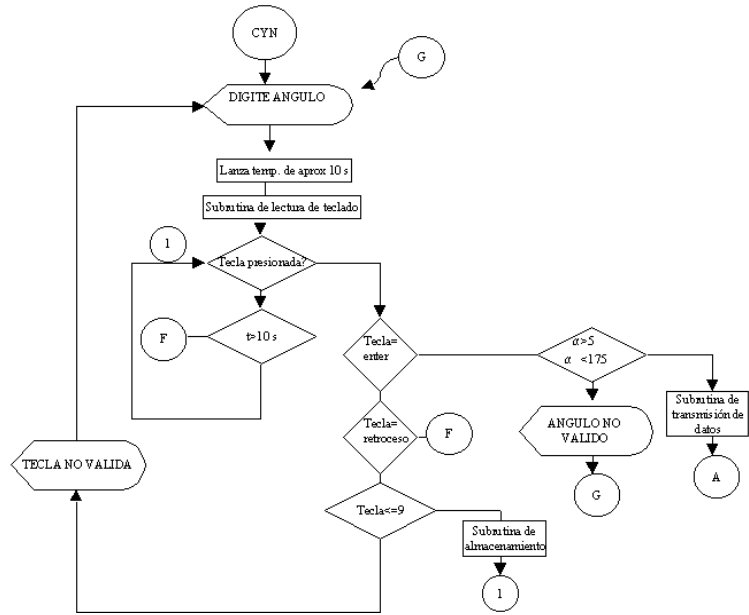 CYN
G
DIGITE ANGULO
Lanza temp. de aprox 10 s
Subrutina de lectura de teclado
1
Tecla presionada?
F
t>10 s
Tecla=
enter
α>5
α <175
Subrutina de
transmisión de
datos
Tecla=
retroceso
F
ANGULO NO
VALIDO
TECLA NO VALIDA
A
G
Tecla<=9
Subrutina de
almacenamiento
1